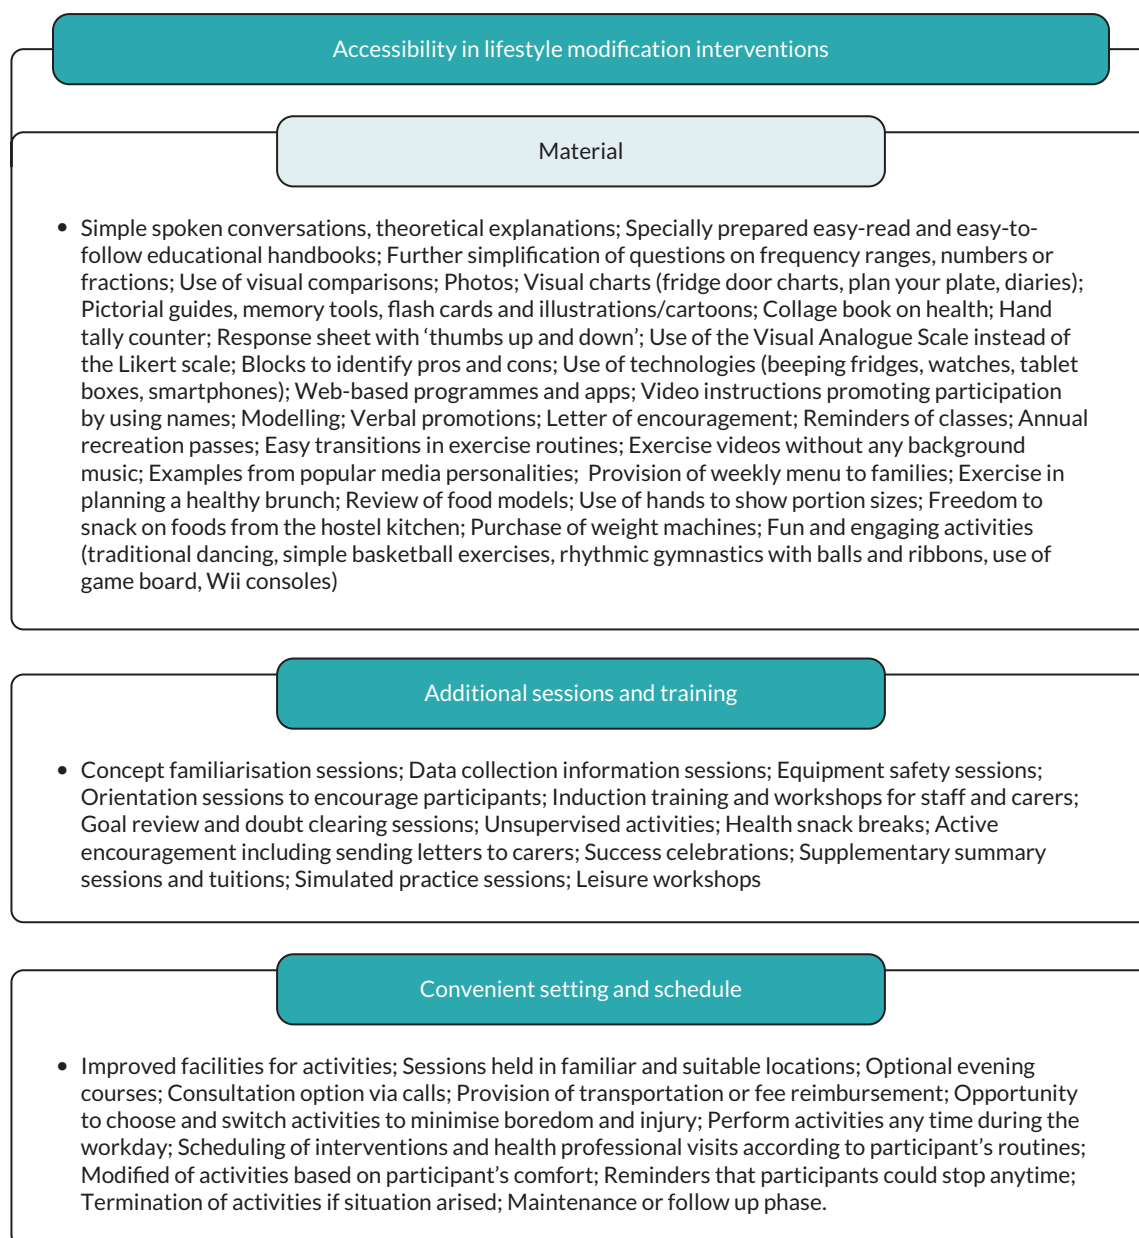 Accessibility in lifestyle modification interventions
Material
• Simple spoken conversations, theoretical explanations; Specially prepared easy-read and easy-to-
follow educational handbooks; Further simplification of questions on frequency ranges, numbers or
fractions; Use of visual comparisons; Photos; Visual charts (fridge door charts, plan your plate, diaries);
Pictorial guides, memory tools, flash cards and illustrations/cartoons; Collage book on health; Hand
tally counter; Response sheet with ‘thumbs up and down’; Use of the Visual Analogue Scale instead of
the Likert scale; Blocks to identify pros and cons; Use of technologies (beeping fridges, watches, tablet
boxes, smartphones); Web-based programmes and apps; Video instructions promoting participation
by using names; Modelling; Verbal promotions; Letter of encouragement; Reminders of classes; Annual
recreation passes; Easy transitions in exercise routines; Exercise videos without any background
music; Examples from popular media personalities; Provision of weekly menu to families; Exercise in
planning a healthy brunch; Review of food models; Use of hands to show portion sizes; Freedom to
snack on foods from the hostel kitchen; Purchase of weight machines; Fun and engaging activities
(traditional dancing, simple basketball exercises, rhythmic gymnastics with balls and ribbons, use of
game board, Wii consoles)
Additional sessions and training
• Concept familiarisation sessions; Data collection information sessions; Equipment safety sessions;
Orientation sessions to encourage participants; Induction training and workshops for staff and carers;
Goal review and doubt clearing sessions; Unsupervised activities; Health snack breaks; Active
encouragement including sending letters to carers; Success celebrations; Supplementary summary
sessions and tuitions; Simulated practice sessions; Leisure workshops
Convenient setting and schedule
• Improved facilities for activities; Sessions held in familiar and suitable locations; Optional evening
courses; Consultation option via calls; Provision of transportation or fee reimbursement; Opportunity
to choose and switch activities to minimise boredom and injury; Perform activities any time during the
workday; Scheduling of interventions and health professional visits according to participant’s routines;
Modified of activities based on participant’s comfort; Reminders that participants could stop anytime;
Termination of activities if situation arised; Maintenance or follow up phase.